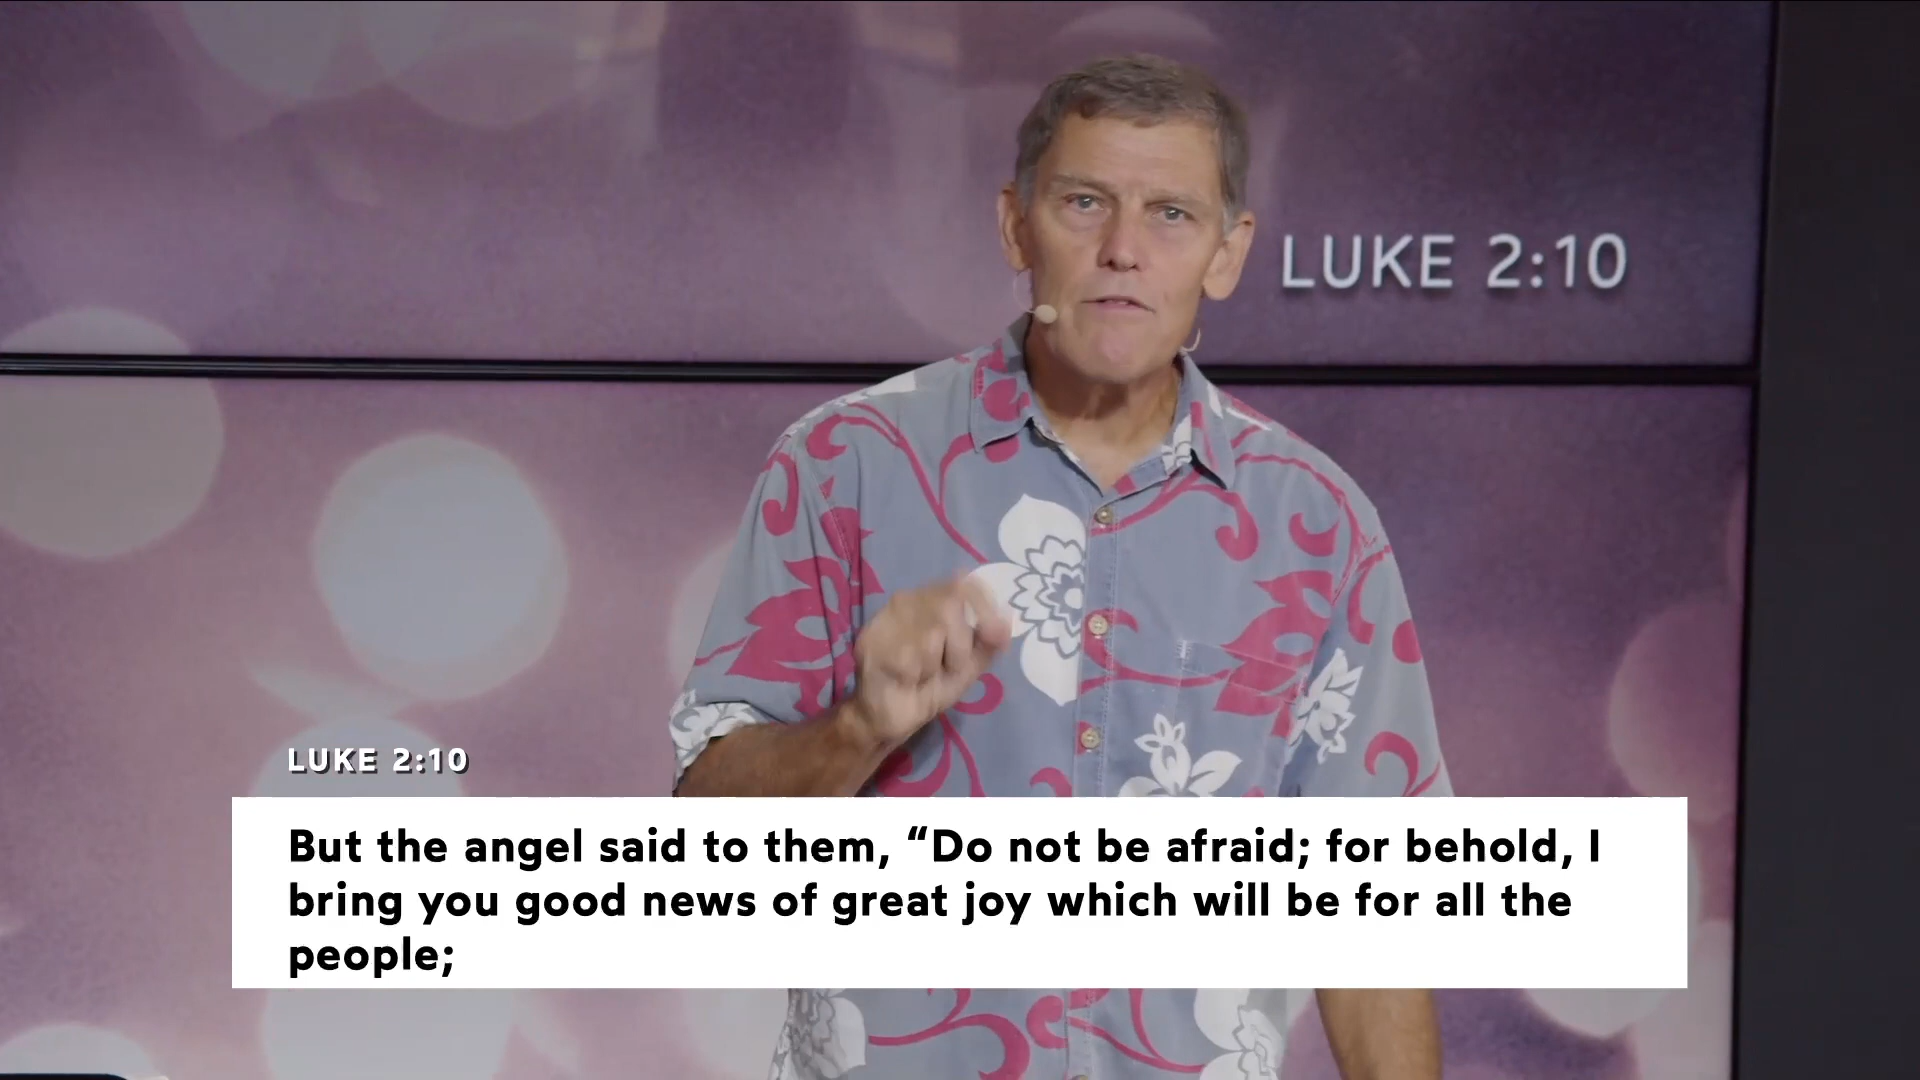 LUKE 2:10
LUKE 2:10
But the angel said to them, “Do not be afraid; for behold, I
bring you good news of great joy which will be for all the
people;